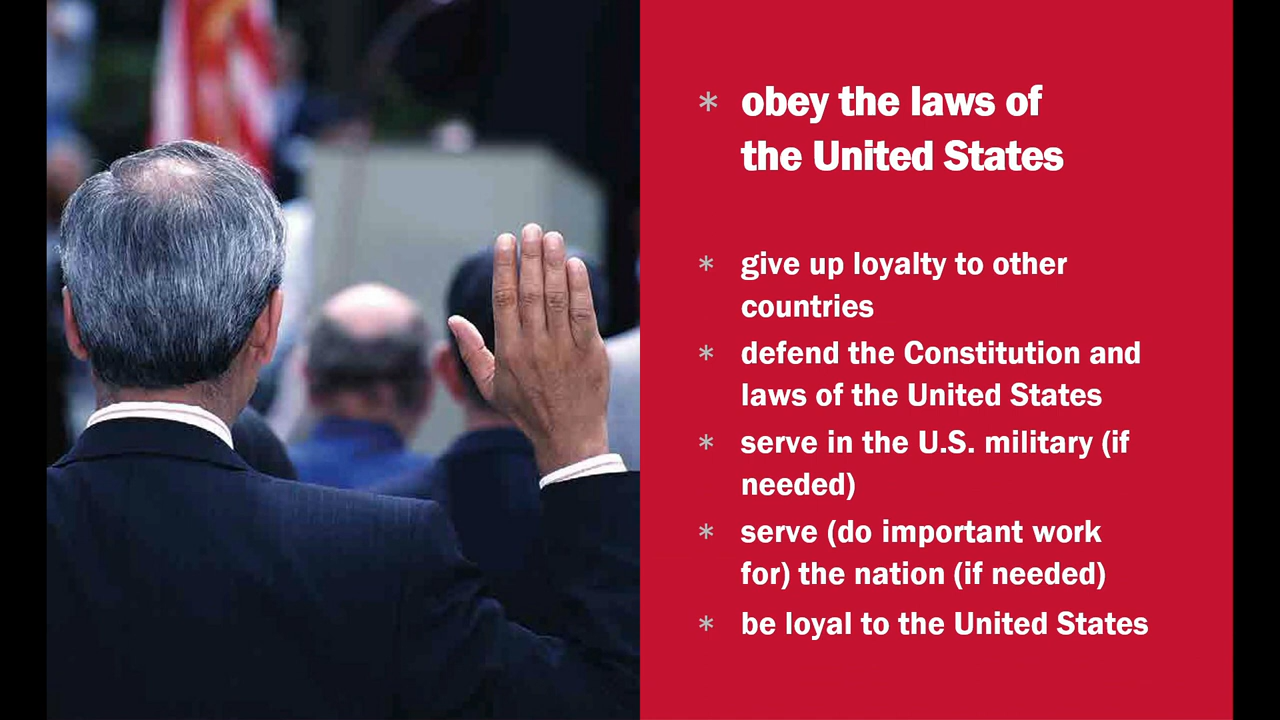 * obey the laws of
the United States
* give up loyalty to other
countries
* defend the Constitution and
laws of the United States
* serve in the U.S. military (if
needed)
* serve (do important work
for) the nation (if needed)
* be loyal to the United States